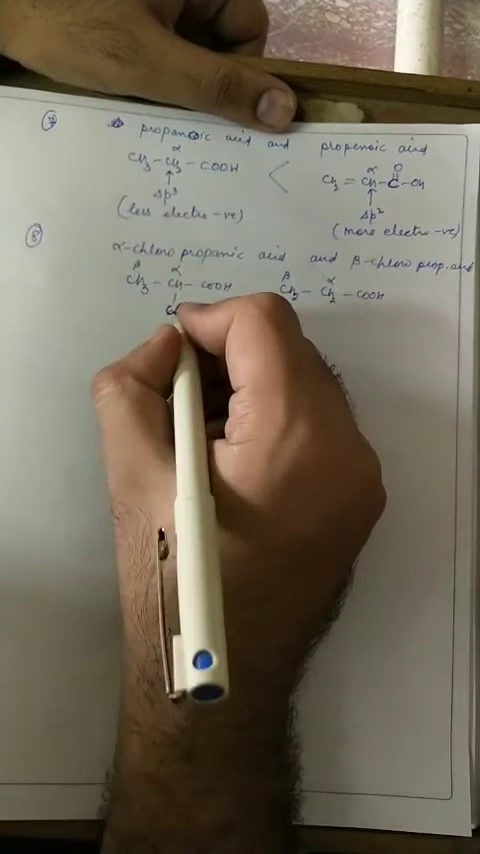 ⑦ propanoic acid and propenoic acid
CH₃ - CH₂ - COOH < CH₂ = CH - C - OH
α α O
↑ ↑
sp³ sp²
(less electro -ve) (more electro -ve)
⑧ α-chloro propanic acid and β-chloro prop. acid
β α β α
CH₃ - CH - COOH CH₂ - CH₂ - COOH